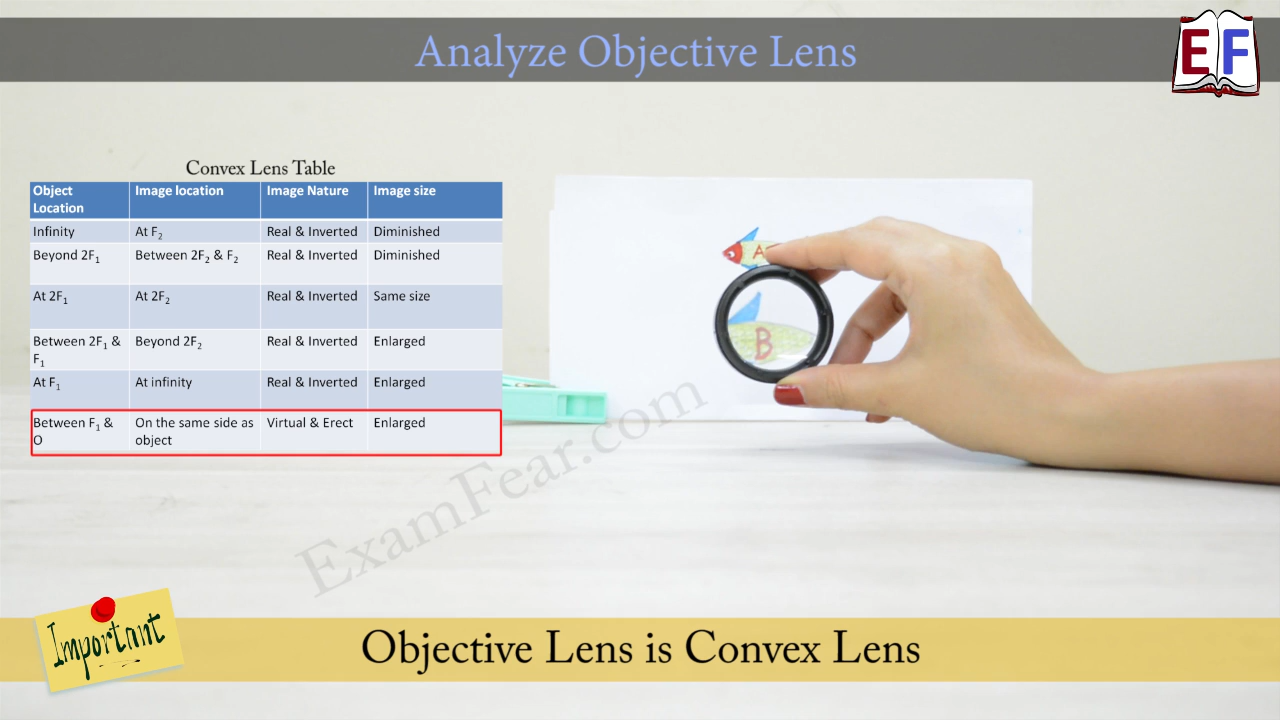 Analyze Objective Lens
EF
Convex Lens Table
Object Location | Image location | Image Nature | Image size
Infinity | At F₂ | Real & Inverted | Diminished
Beyond 2F₁ | Between 2F₂ & F₂ | Real & Inverted | Diminished
At 2F₁ | At 2F₂ | Real & Inverted | Same size
Between 2F₁ & F₁ | Beyond 2F₂ | Real & Inverted | Enlarged
At F₁ | At infinity | Real & Inverted | Enlarged
Between F₁ & O | On the same side as object | Virtual & Erect | Enlarged
A
B
ExamFear.com
Important
Objective Lens is Convex Lens